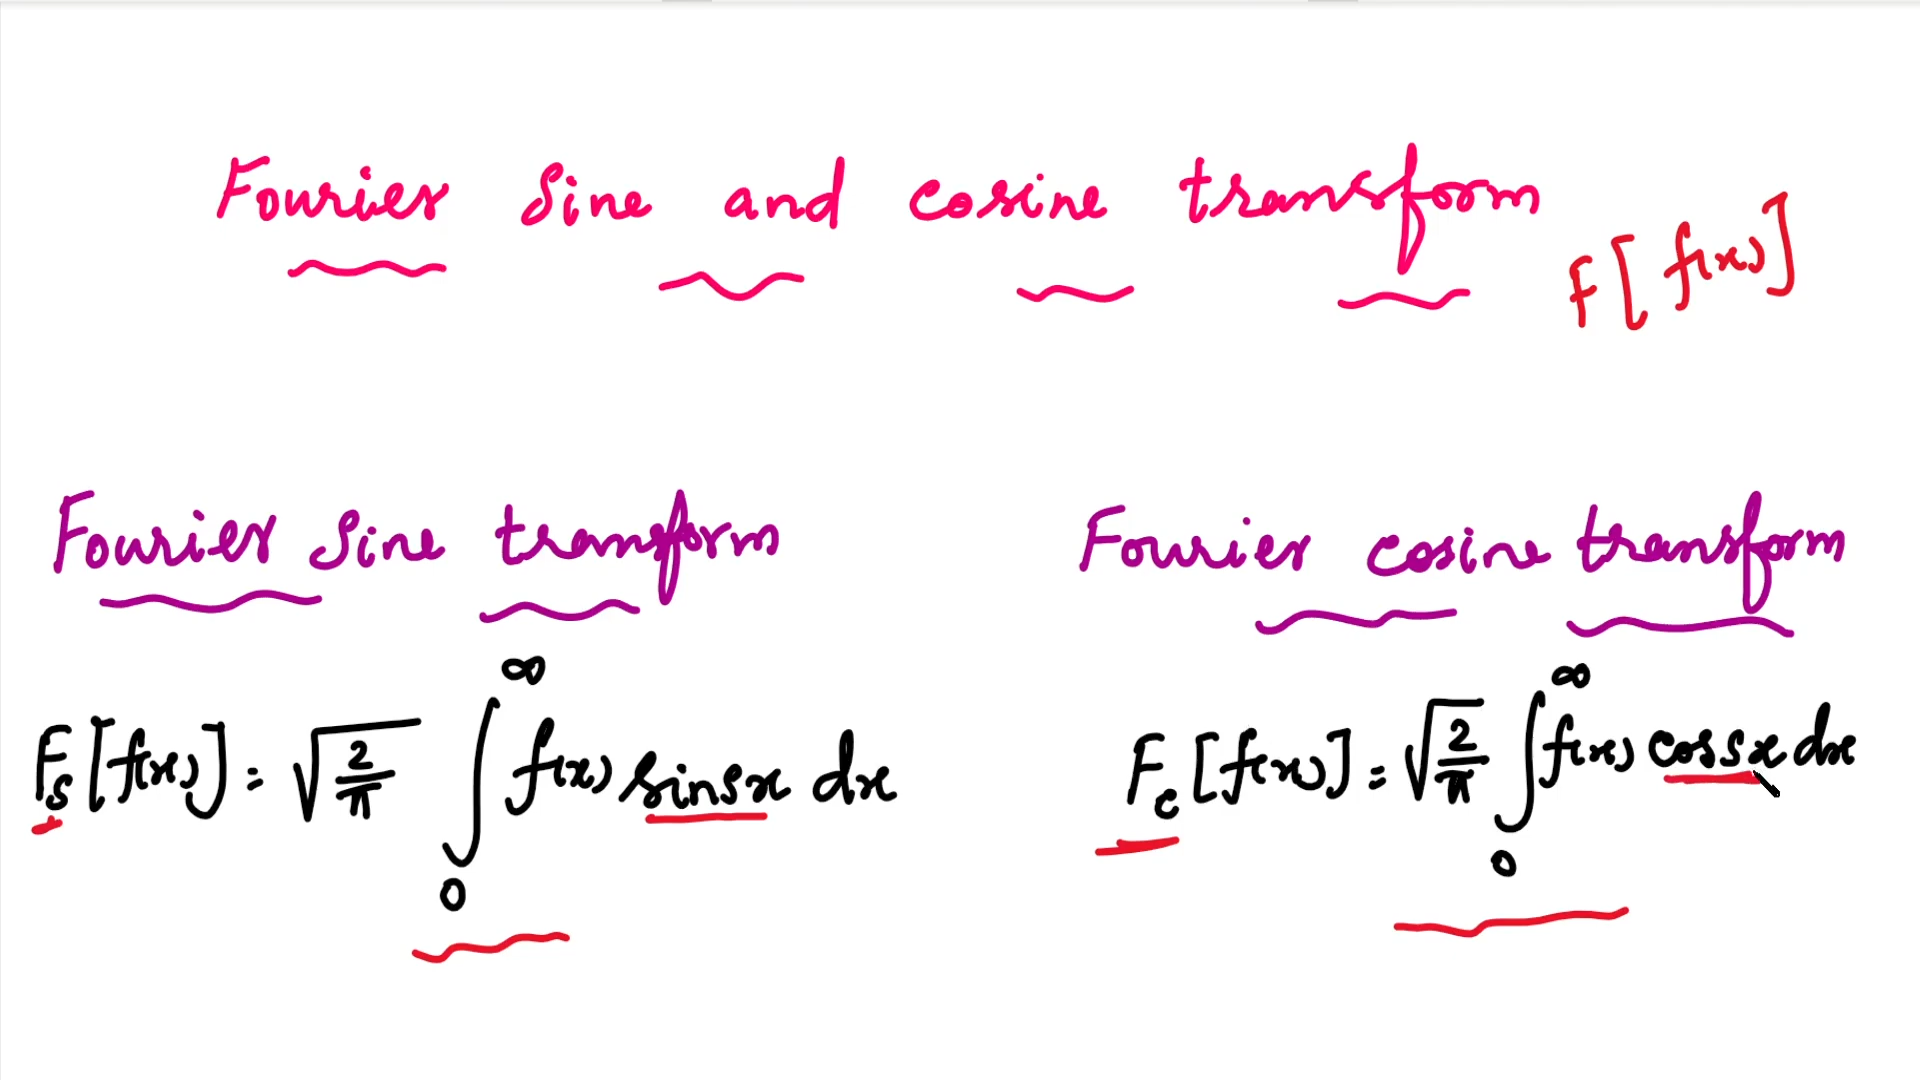 Fourier Sine and cosine transform
F[f(x)]
Fourier Sine transform
Fourier cosine transform
Fs[f(x)] = √(2/π) ∫₀^∞ f(x) sinsx dx
Fc[f(x)] = √(2/π) ∫₀^∞ f(x) cossx dx